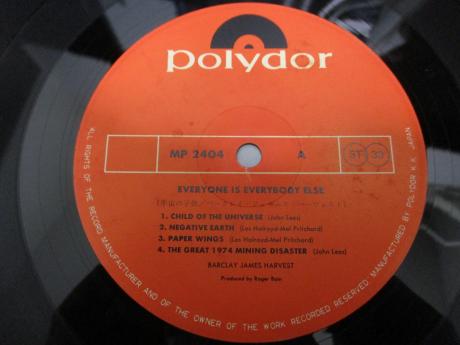 polydor
MP 2404 A ST 33
EVERYONE IS EVERYBODY ELSE
1. CHILD OF THE UNIVERSE (John Lees)
2. NEGATIVE EARTH (Les Holroyd-Mel Pritchard)
3. PAPER WINGS (Les Holroyd-Mel Pritchard)
4. THE GREAT 1974 MINING DISASTER (John Lees)
BARCLAY JAMES HARVEST
Produced by Roger Bain
ALL RIGHTS OF THE RECORD MANUFACTURER AND OF THE OWNER OF THE WORK RECORDED RESERVED. MANUFACTURED BY POLYDOR K.K. JAPAN